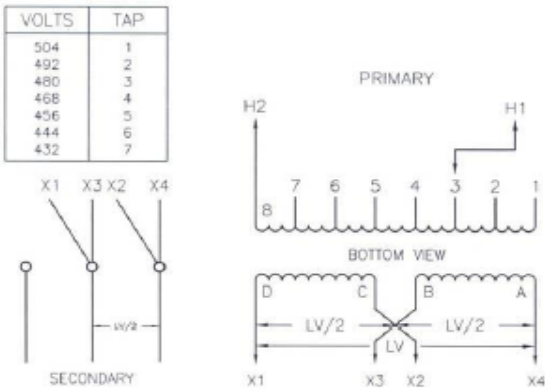 VOLTS TAP
504 1
492 2
480 3
468 4
456 5
444 6
432 7
PRIMARY
H2 H1
8 7 6 5 4 3 2 1
BOTTOM VIEW
D C B A
LV/2 LV/2
LV
X1 X3 X2 X4
X1 X3 X2 X4
LV/2
SECONDARY